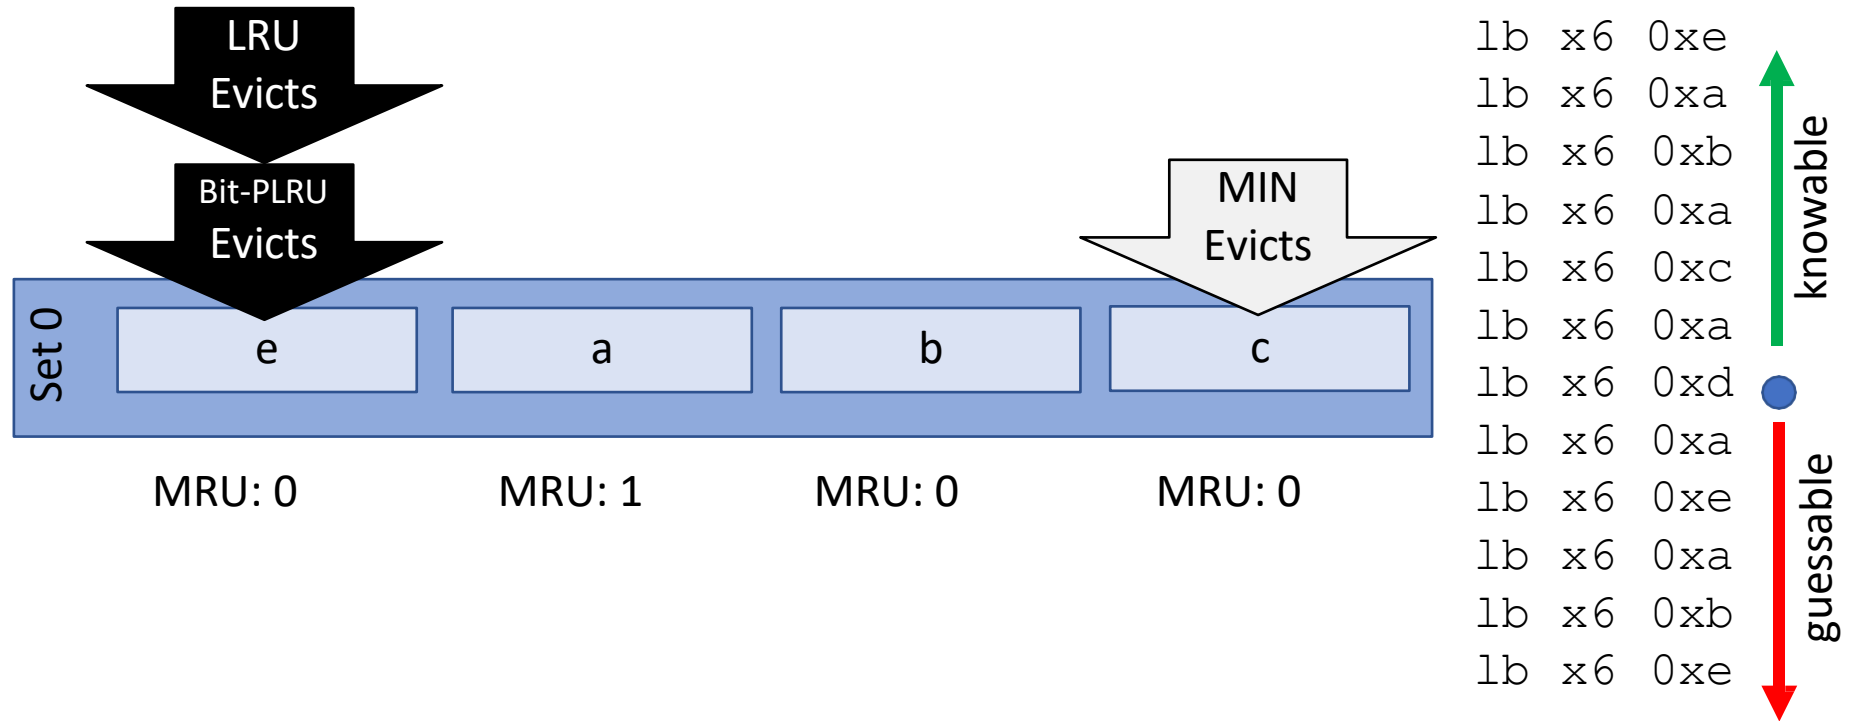 LRU
Evicts
Bit-PLRU
Evicts
MIN
Evicts
Set 0
e
a
b
c
MRU: 0
MRU: 1
MRU: 0
MRU: 0
lb x6 0xe
lb x6 0xa
lb x6 0xb
lb x6 0xa
lb x6 0xc
lb x6 0xa
lb x6 0xd
lb x6 0xa
lb x6 0xe
lb x6 0xa
lb x6 0xb
lb x6 0xe
knowable
guessable